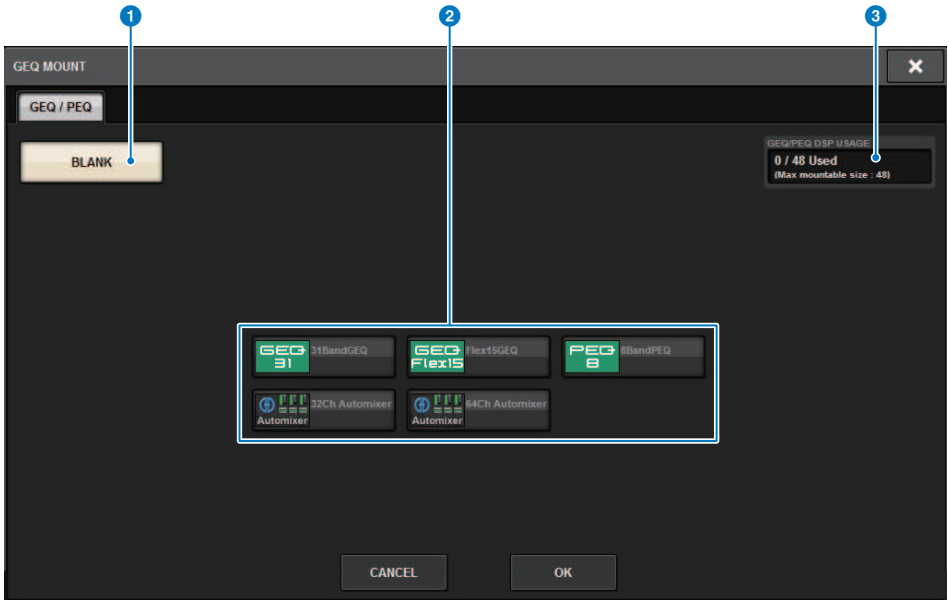 1 2 3
GEQ MOUNT
GEQ / PEQ
BLANK
GEQ/PEQ DSP USAGE
0 / 48 Used
(Max mountable size : 48)
GEQ 31 31BandGEQ
GEQ Flex15 Flex15GEQ
PEQ 8 8BandPEQ
Automixer 32Ch Automixer
Automixer 64Ch Automixer
CANCEL OK